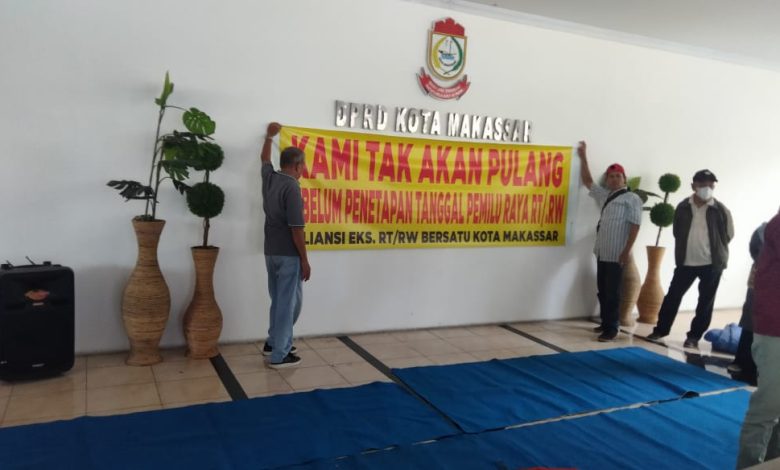 DPRD KOTA MAKASSAR
KAMI TAK AKAN PULANG
BELUM PENETAPAN TANGGAL PEMILU RAYA RT/RW
LIANSI EKS. RT/RW BERSATU KOTA MAKASSAR